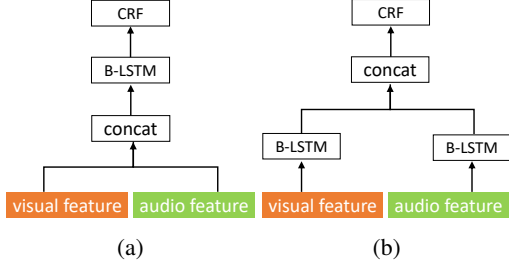 CRF
B-LSTM
concat
visual feature
audio feature
(a)
CRF
concat
B-LSTM
B-LSTM
visual feature
audio feature
(b)